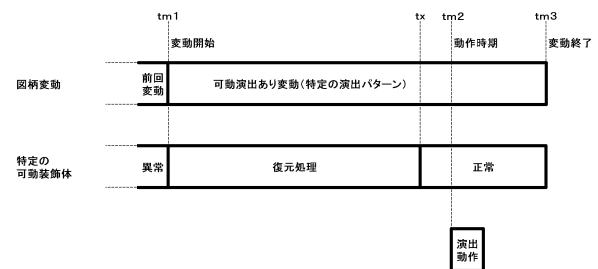 tm1
tx
tm2
tm3
変動開始
動作時期
変動終了
図柄変動
前回
変動
可動演出あり変動(特定の演出パターン)
特定の
可動装飾体
異常
復元処理
正常
演出
動作